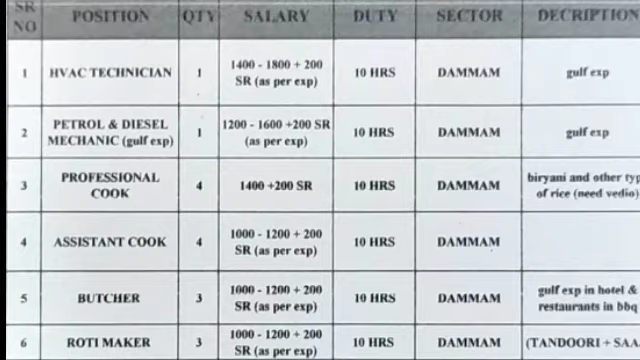 SR NO POSITION QTY SALARY DUTY SECTOR DECRIPTION
1 HVAC TECHNICIAN 1 1400 - 1800 + 200 SR (as per exp) 10 HRS DAMMAM gulf exp
2 PETROL & DIESEL MECHANIC (gulf exp) 1 1200 - 1600 +200 SR (as per exp) 10 HRS DAMMAM gulf exp
3 PROFESSIONAL COOK 4 1400 +200 SR 10 HRS DAMMAM biryani and other typ of rice (need vedio)
4 ASSISTANT COOK 4 1000 - 1200 + 200 SR (as per exp) 10 HRS DAMMAM
5 BUTCHER 3 1000 - 1200 + 200 SR (as per exp) 10 HRS DAMMAM gulf exp in hotel & restaurants in bbq
6 ROTI MAKER 3 1000 - 1200 + 200 SR (as per exp) 10 HRS DAMMAM (TANDOORI + SAA